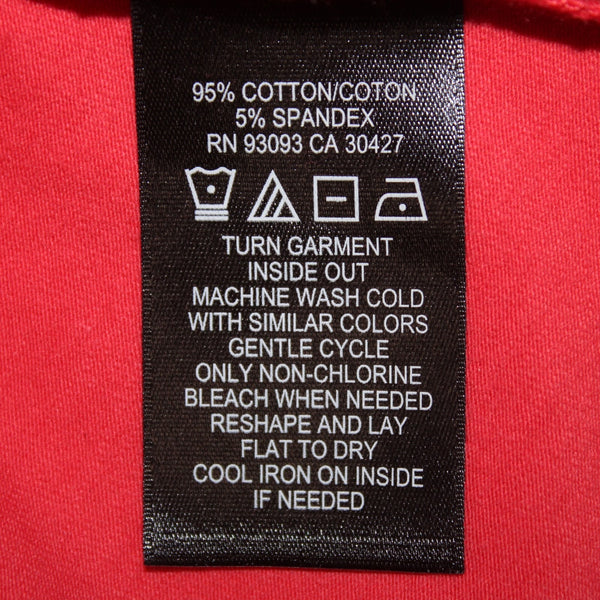 95% COTTON/COTON
5% SPANDEX
RN 93093 CA 30427
TURN GARMENT
INSIDE OUT
MACHINE WASH COLD
WITH SIMILAR COLORS
GENTLE CYCLE
ONLY NON-CHLORINE
BLEACH WHEN NEEDED
RESHAPE AND LAY
FLAT TO DRY
COOL IRON ON INSIDE
IF NEEDED